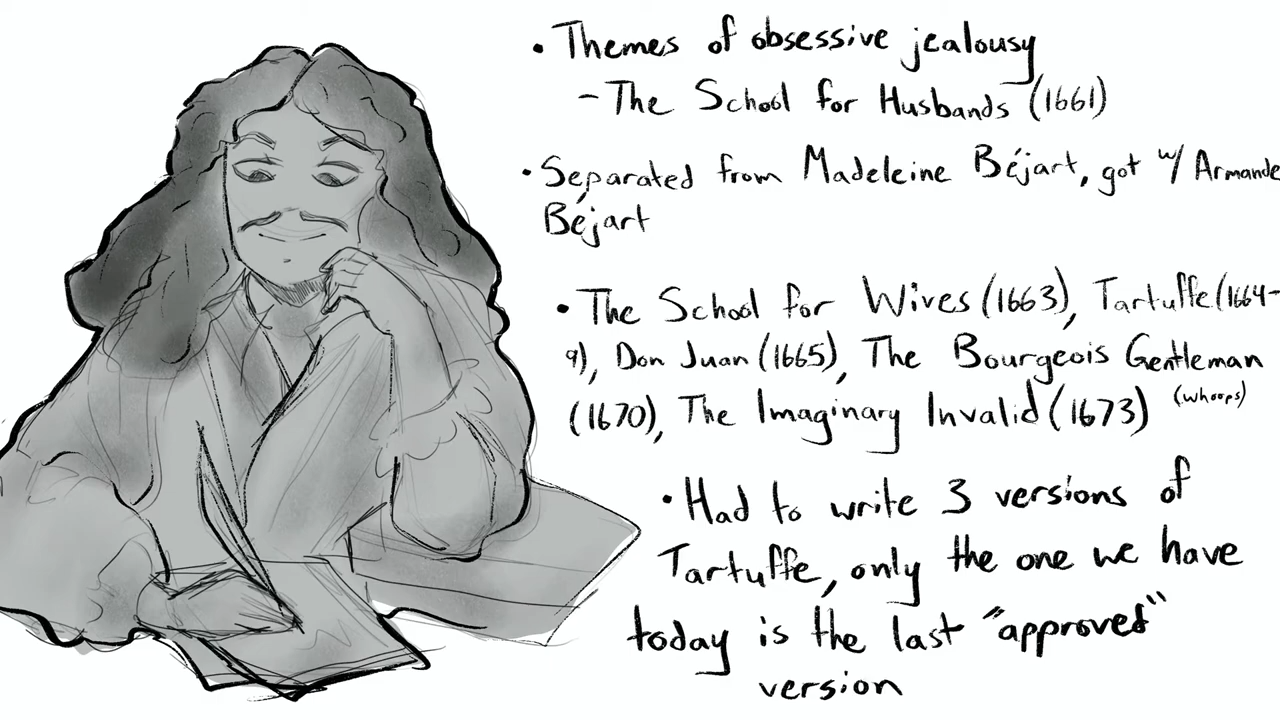 • Themes of obsessive jealousy
- The School for Husbands (1661)
• Separated from Madeleine Béjart, got w/ Armande
Béjart
• The School for Wives (1663), Tartuffe (1664-
9), Don Juan (1665), The Bourgeois Gentleman
(1670), The Imaginary Invalid (1673) (whoops)
• Had to write 3 versions of
Tartuffe, only the one we have
today is the last "approved"
version